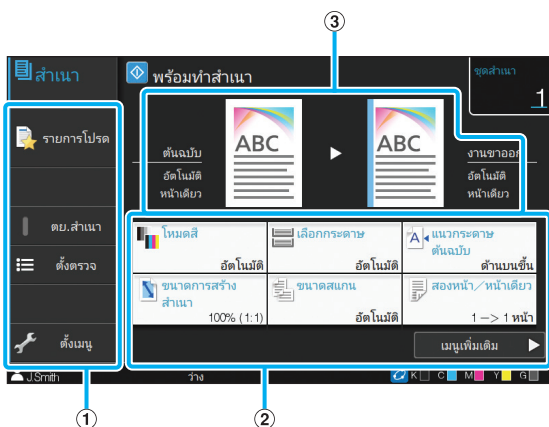 ③
สำเนา
พร้อมทำสำเนา
ชุดสำเนา
1
รายการโปรด
ตย.สำเนา
ตั้งตรวจ
ตั้งเมนู
ต้นฉบับ
อัตโนมัติ
หน้าเดียว
ABC
ABC
งานขาออก
อัตโนมัติ
หน้าเดียว
โหมดสี
อัตโนมัติ
เลือกกระดาษ
อัตโนมัติ
แนวกระดาษ
ต้นฉบับ
ด้านบนขึ้น
ขนาดการสร้าง
สำเนา
100% (1:1)
ขนาดสแกน
อัตโนมัติ
สองหน้า/หน้าเดียว
1 —> 1 หน้า
เมนูเพิ่มเติม
J.Smith
ว่าง
K C M Y G
①
②